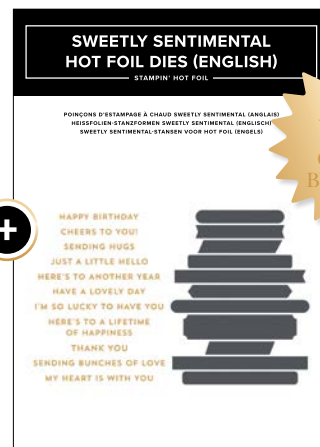 SWEETLY SENTIMENTAL
HOT FOIL DIES (ENGLISH)
STAMPIN' HOT FOIL
POINÇONS D'ESTAMPAGE À CHAUD SWEETLY SENTIMENTAL (ANGLAIS)
HEISSFOLIEN-STANZFORMEN SWEETLY SENTIMENTAL (ENGLISCH)
SWEETLY SENTIMENTAL-STANSEN VOOR HOT FOIL (ENGELS)
+
HAPPY BIRTHDAY
CHEERS TO YOU!
SENDING HUGS
JUST A LITTLE HELLO
HERE'S TO ANOTHER YEAR
HAVE A LOVELY DAY
I'M SO LUCKY TO HAVE YOU
HERE'S TO A LIFETIME
OF HAPPINESS
THANK YOU
SENDING BUNCHES OF LOVE
MY HEART IS WITH YOU